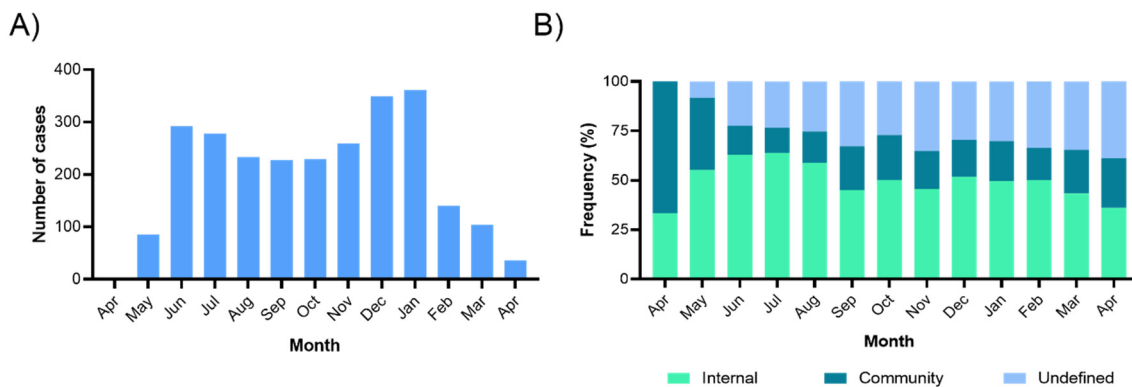 A)
Number of cases
400
300
200
100
0
Apr May Jun Jul Aug Sep Oct Nov Dec Jan Feb Mar Apr
Month
B)
Frequency (%)
100
75
50
25
0
Apr May Jun Jul Aug Sep Oct Nov Dec Jan Feb Mar Apr
Month
Internal Community Undefined